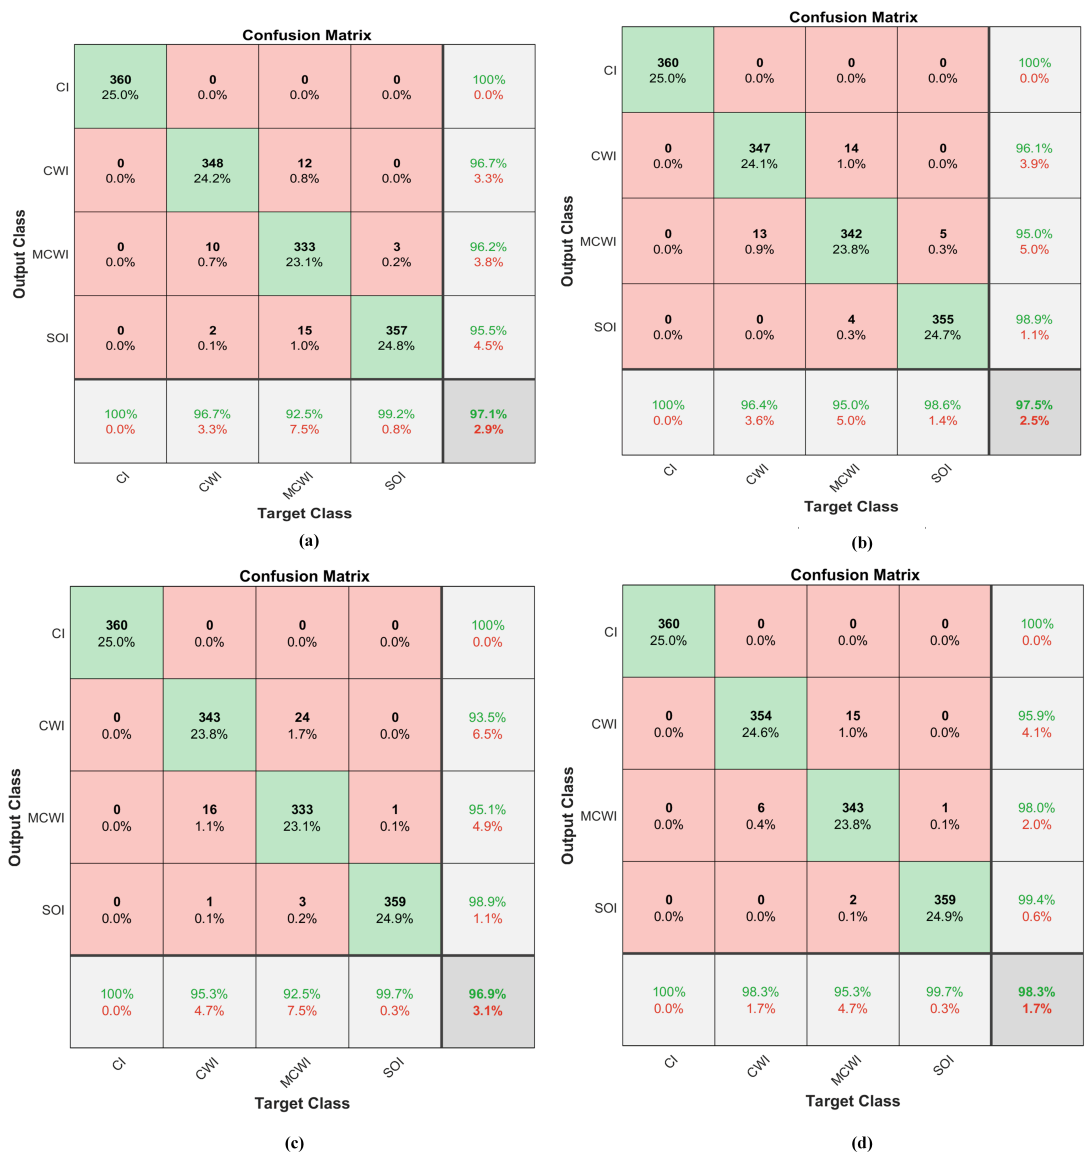 Confusion Matrix
CI
360 0 0 0 100%
25.0% 0.0% 0.0% 0.0% 0.0%
CWI
0 348 12 0 96.7%
0.0% 24.2% 0.8% 0.0% 3.3%
MCWI
0 10 333 3 96.2%
0.0% 0.7% 23.1% 0.2% 3.8%
SOI
0 2 15 357 95.5%
0.0% 0.1% 1.0% 24.8% 4.5%
100% 96.7% 92.5% 99.2% 97.1%
0.0% 3.3% 7.5% 0.8% 2.9%
Output Class
CI CWI MCWI SOI
Target Class
(a)
Confusion Matrix
CI
360 0 0 0 100%
25.0% 0.0% 0.0% 0.0% 0.0%
CWI
0 347 14 0 96.1%
0.0% 24.1% 1.0% 0.0% 3.9%
MCWI
0 13 342 5 95.0%
0.0% 0.9% 23.8% 0.3% 5.0%
SOI
0 0 4 355 98.9%
0.0% 0.0% 0.3% 24.7% 1.1%
100% 96.4% 95.0% 98.6% 97.5%
0.0% 3.6% 5.0% 1.4% 2.5%
Output Class
CI CWI MCWI SOI
Target Class
(b)
Confusion Matrix
CI
360 0 0 0 100%
25.0% 0.0% 0.0% 0.0% 0.0%
CWI
0 343 24 0 93.5%
0.0% 23.8% 1.7% 0.0% 6.5%
MCWI
0 16 333 1 95.1%
0.0% 1.1% 23.1% 0.1% 4.9%
SOI
0 1 3 359 98.9%
0.0% 0.1% 0.2% 24.9% 1.1%
100% 95.3% 92.5% 99.7% 96.9%
0.0% 4.7% 7.5% 0.3% 3.1%
Output Class
CI CWI MCWI SOI
Target Class
(c)
Confusion Matrix
CI
360 0 0 0 100%
25.0% 0.0% 0.0% 0.0% 0.0%
CWI
0 354 15 0 95.9%
0.0% 24.6% 1.0% 0.0% 4.1%
MCWI
0 6 343 1 98.0%
0.0% 0.4% 23.8% 0.1% 2.0%
SOI
0 0 2 359 99.4%
0.0% 0.0% 0.1% 24.9% 0.6%
100% 98.3% 95.3% 99.7% 98.3%
0.0% 1.7% 4.7% 0.3% 1.7%
Output Class
CI CWI MCWI SOI
Target Class
(d)